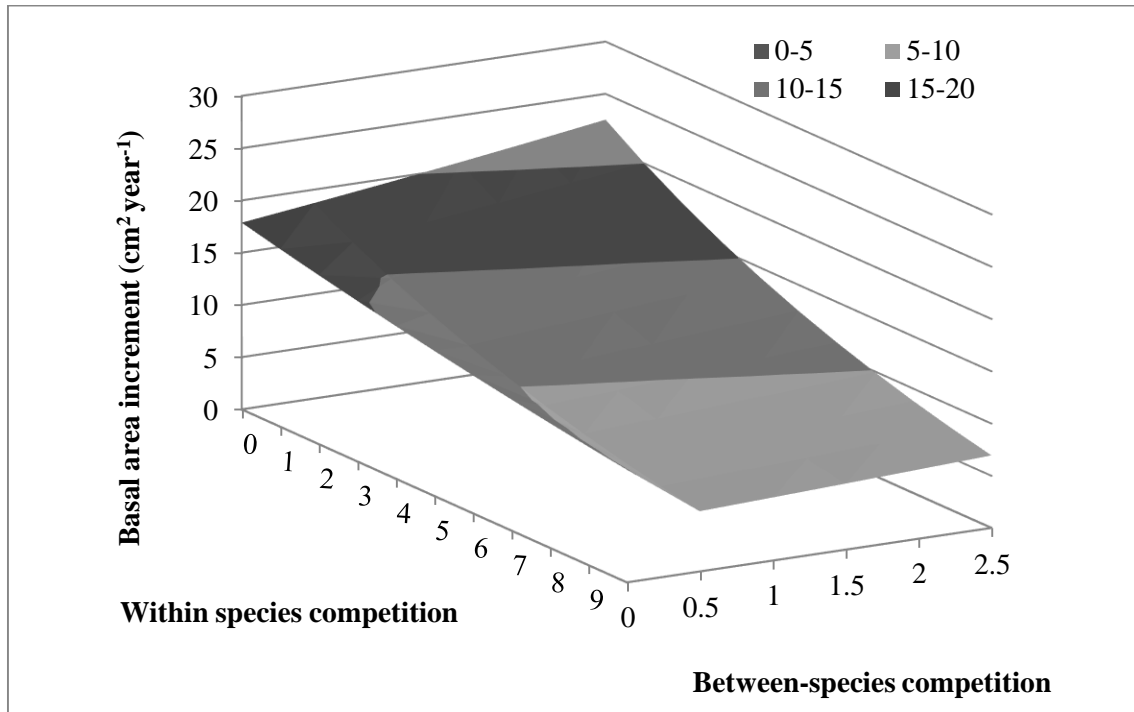 0-5 5-10
10-15 15-20
30
25
20
15
10
5
0
Basal area increment (cm² year⁻¹)
0 1 2 3 4 5 6 7 8 9
0 0.5 1 1.5 2 2.5
Within species competition
Between-species competition